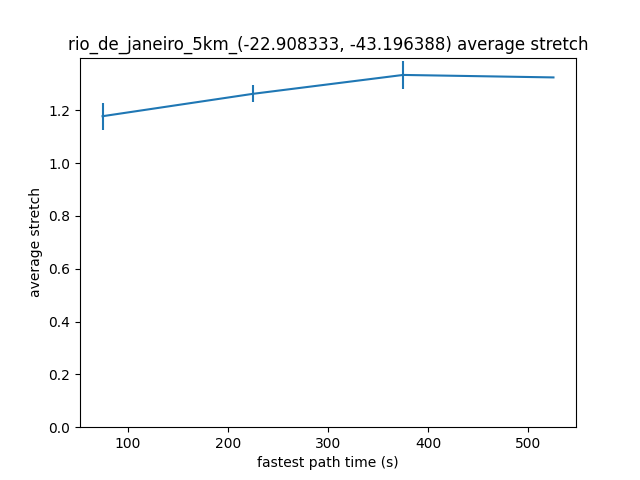 rio_de_janeiro_5km_(-22.908333, -43.196388) average stretch
1.2
1.0
0.8
0.6
0.4
0.2
0.0
average stretch
100 200 300 400 500
fastest path time (s)